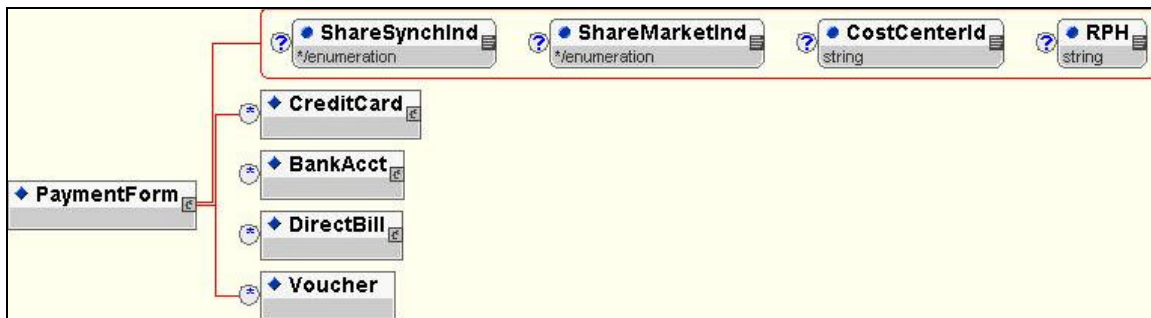 ? ShareSynchInd ? ShareMarketInd ? CostCenterId ? RPH
*/enumeration */enumeration string string
* CreditCard
* BankAcct
PaymentForm
* DirectBill
* Voucher